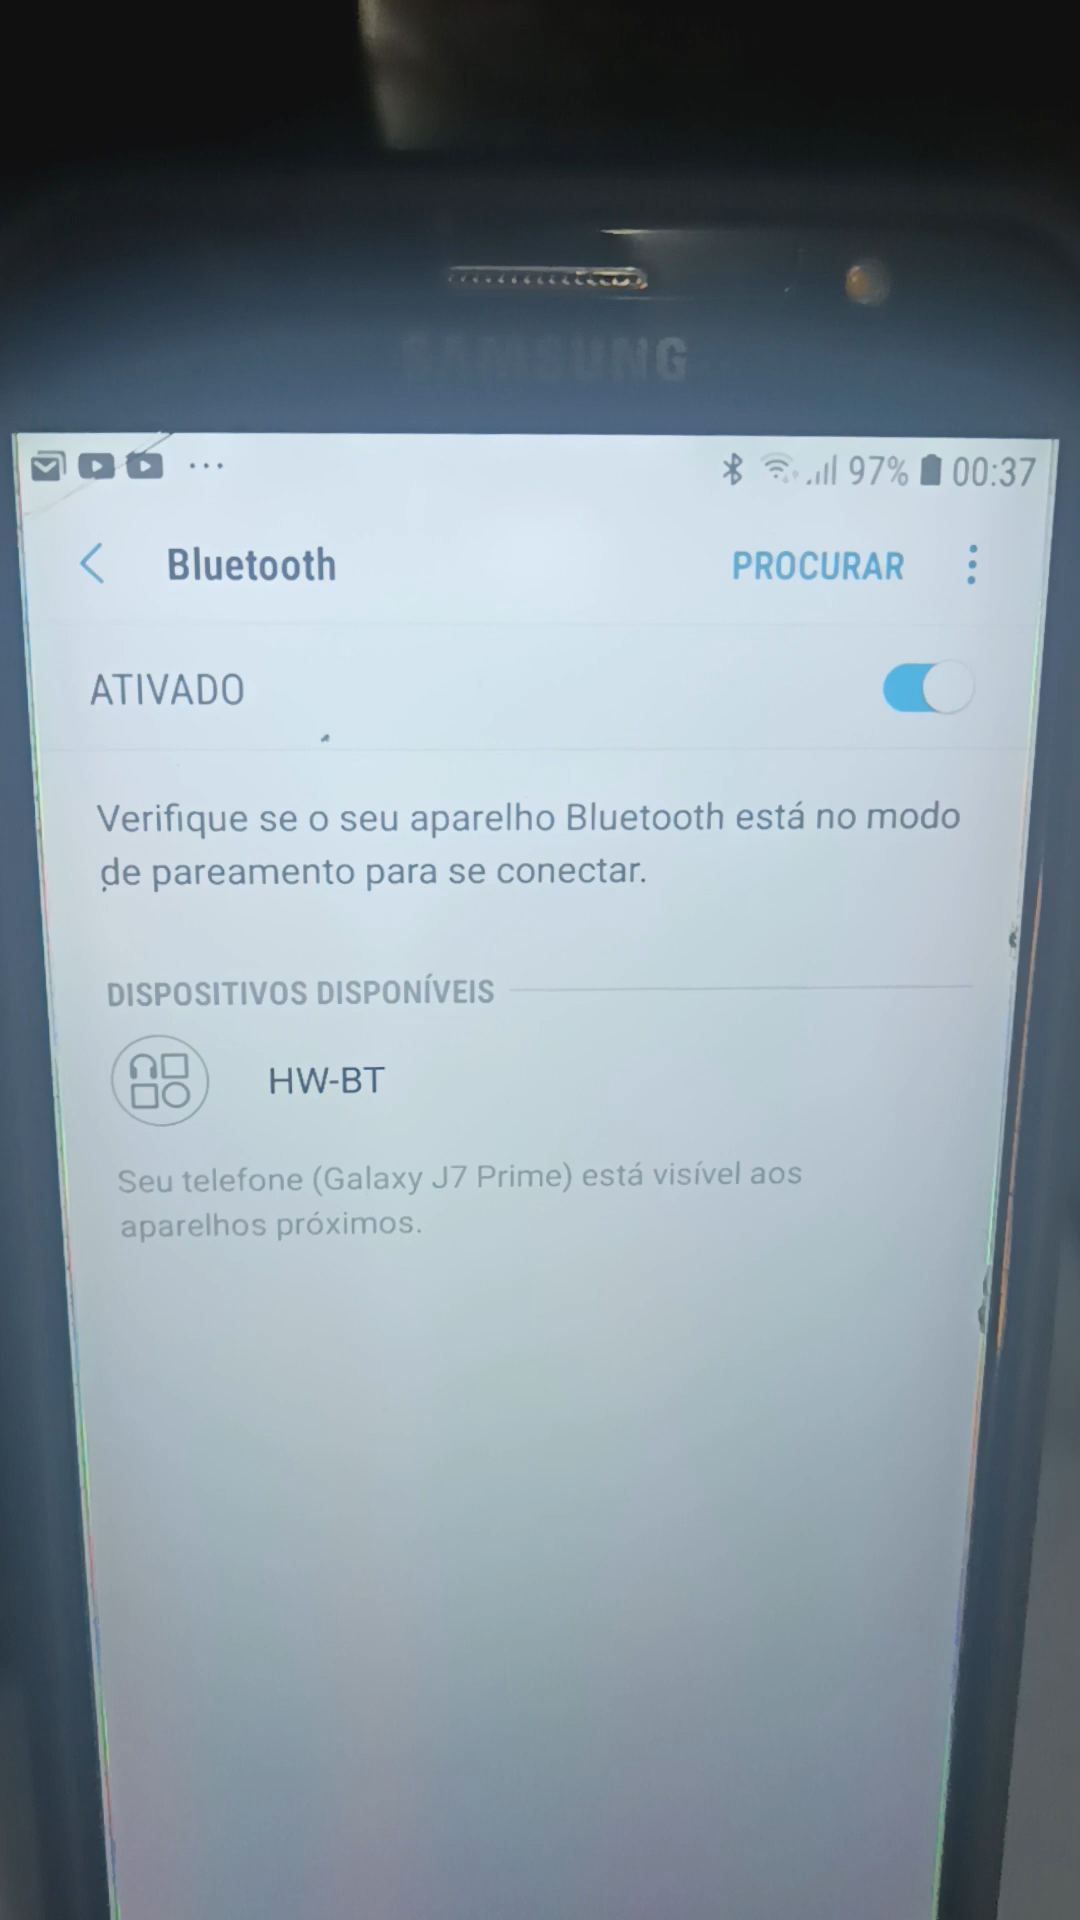 SAMSUNG
97% 00:37
Bluetooth PROCURAR
ATIVADO
Verifique se o seu aparelho Bluetooth está no modo
de pareamento para se conectar.
DISPOSITIVOS DISPONÍVEIS
HW-BT
Seu telefone (Galaxy J7 Prime) está visível aos
aparelhos próximos.